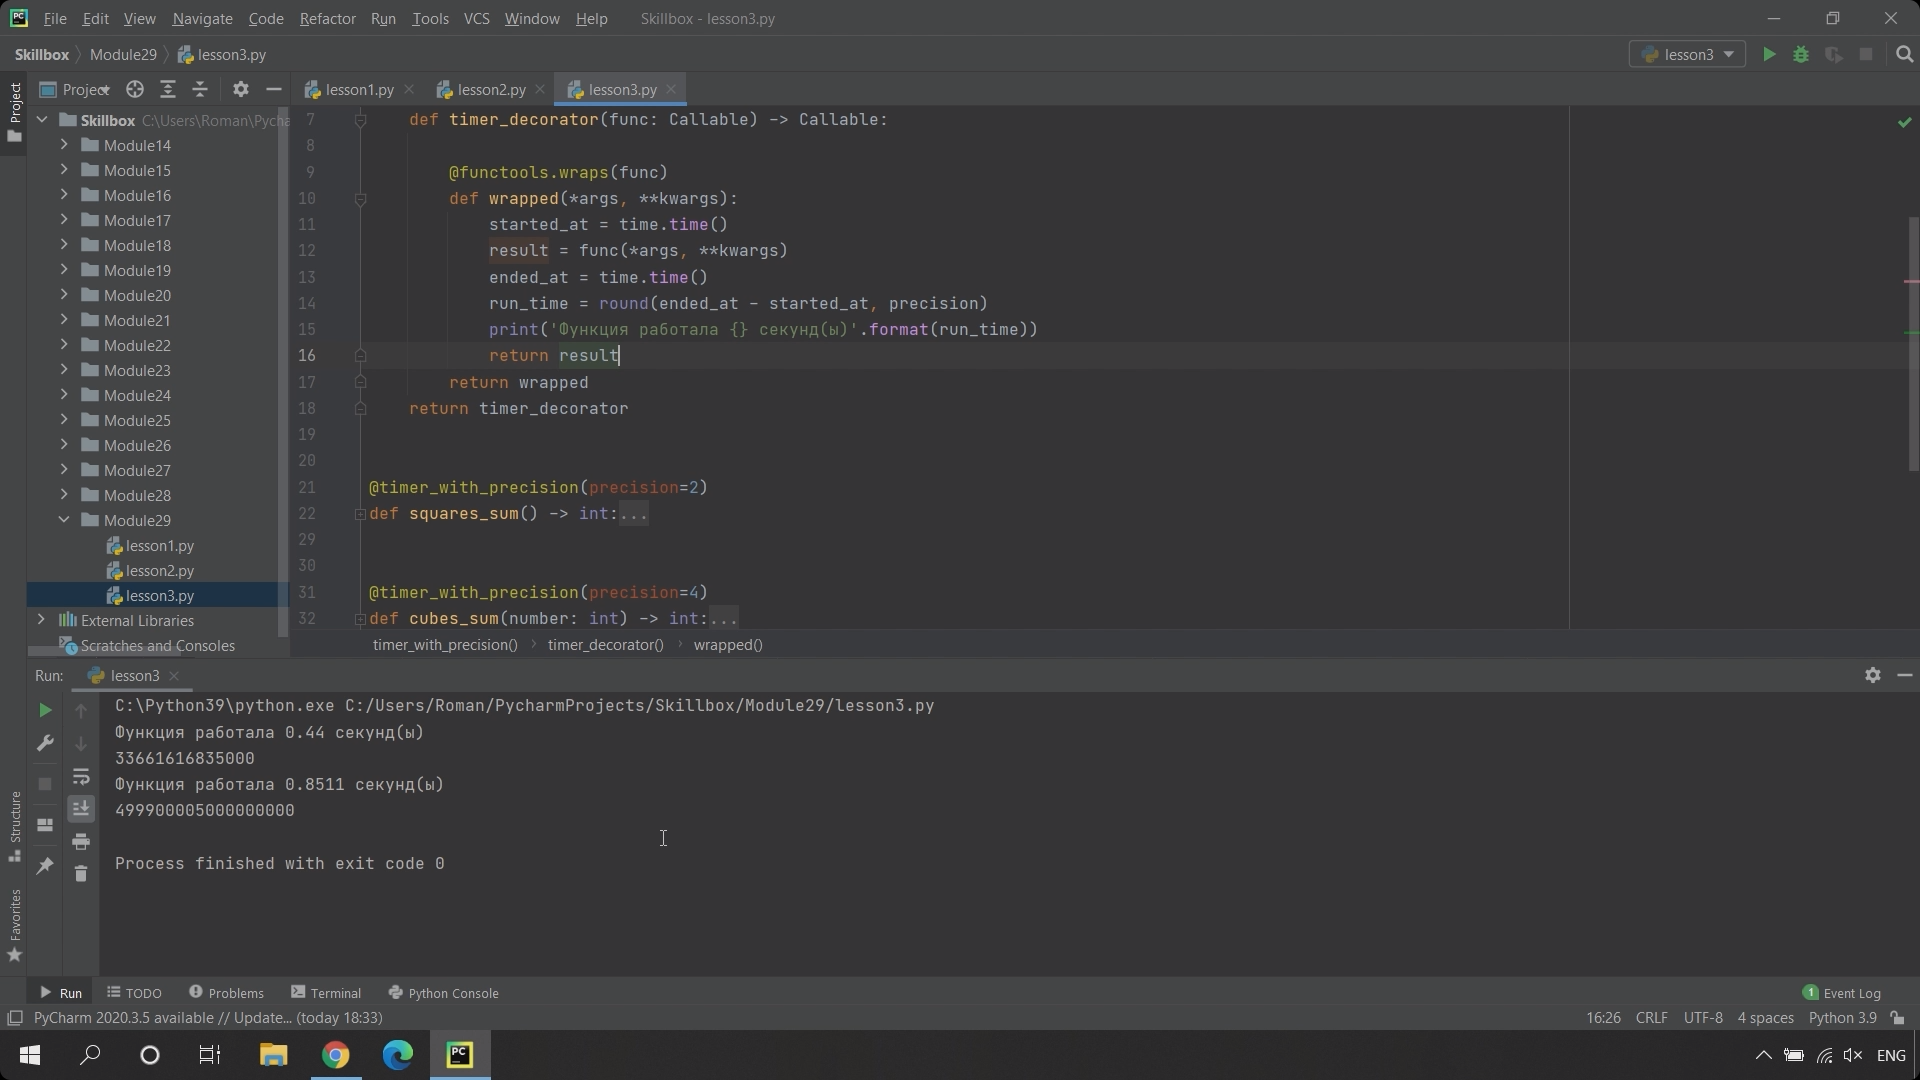 File Edit View Navigate Code Refactor Run Tools VCS Window Help Skillbox - lesson3.py
Skillbox Module29 lesson3.py lesson3
Project lesson1.py lesson2.py lesson3.py
Project
Skillbox C:\Users\Roman\Pycha
Module14
Module15
Module16
Module17
Module18
Module19
Module20
Module21
Module22
Module23
Module24
Module25
Module26
Module27
Module28
Module29
lesson1.py
lesson2.py
lesson3.py
External Libraries
Scratches and Consoles
7 def timer_decorator(func: Callable) -> Callable:
8
9 @functools.wraps(func)
10 def wrapped(*args, **kwargs):
11 started_at = time.time()
12 result = func(*args, **kwargs)
13 ended_at = time.time()
14 run_time = round(ended_at - started_at, precision)
15 print('Функция работала {} секунд(ы)'.format(run_time))
16 return result
17 return wrapped
18 return timer_decorator
19
20
21 @timer_with_precision(precision=2)
22 def squares_sum() -> int:...
29
30
31 @timer_with_precision(precision=4)
32 def cubes_sum(number: int) -> int:...
timer_with_precision() timer_decorator() wrapped()
Run: lesson3
C:\Python39\python.exe C:/Users/Roman/PycharmProjects/Skillbox/Module29/lesson3.py
Функция работала 0.44 секунд(ы)
33661616835000
Функция работала 0.8511 секунд(ы)
499900005000000000
Process finished with exit code 0
Structure
Favorites
Run TODO Problems Terminal Python Console 1 Event Log
PyCharm 2020.3.5 available // Update... (today 18:33) 16:26 CRLF UTF-8 4 spaces Python 3.9
PC ENG